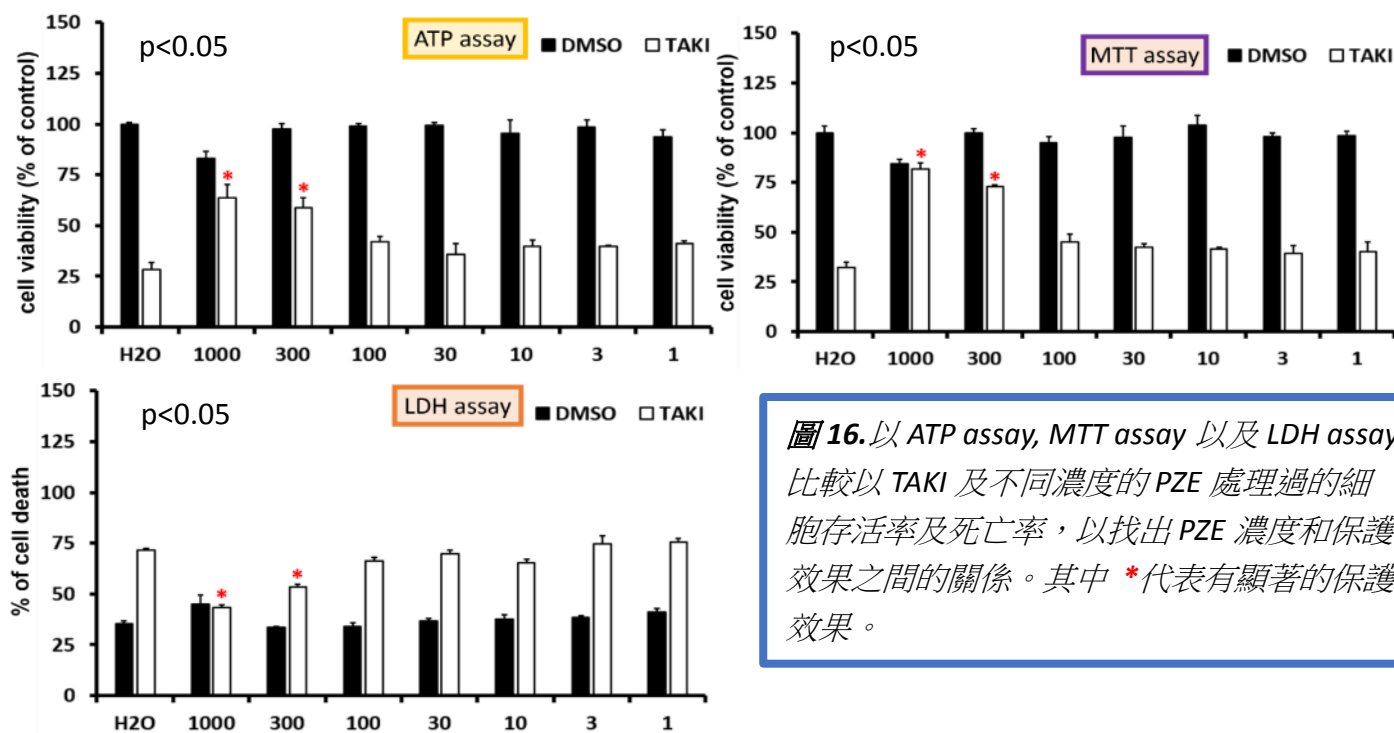 p<0.05
ATP assay
DMSO TAKI
cell viability (% of control)
150
125
100
75
50
25
0
*
*
H2O 1000 300 100 30 10 3 1
p<0.05
MTT assay
DMSO TAKI
cell viability (% of control)
150
125
100
75
50
25
0
*
*
H2O 1000 300 100 30 10 3 1
p<0.05
LDH assay
DMSO TAKI
% of cell death
150
125
100
75
50
25
0
*
*
H2O 1000 300 100 30 10 3 1
圖 16.以 ATP assay, MTT assay 以及 LDH assay
比較以 TAKI 及不同濃度的 PZE 處理過的細
胞存活率及死亡率，以找出 PZE 濃度和保護
效果之間的關係。其中 *代表有顯著的保護
效果。